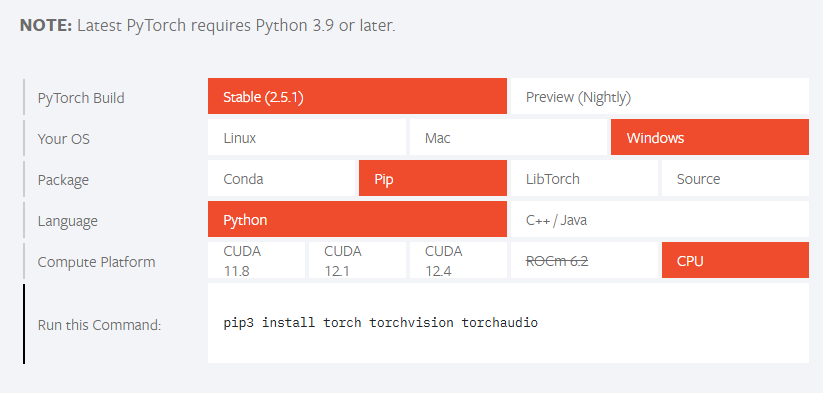 NOTE: Latest PyTorch requires Python 3.9 or later.
PyTorch Build
Stable (2.5.1)
Preview (Nightly)
Your OS
Linux
Mac
Windows
Package
Conda
Pip
LibTorch
Source
Language
Python
C++ / Java
Compute Platform
CUDA
11.8
CUDA
12.1
CUDA
12.4
ROCm 6.2
CPU
Run this Command:
pip3 install torch torchvision torchaudio